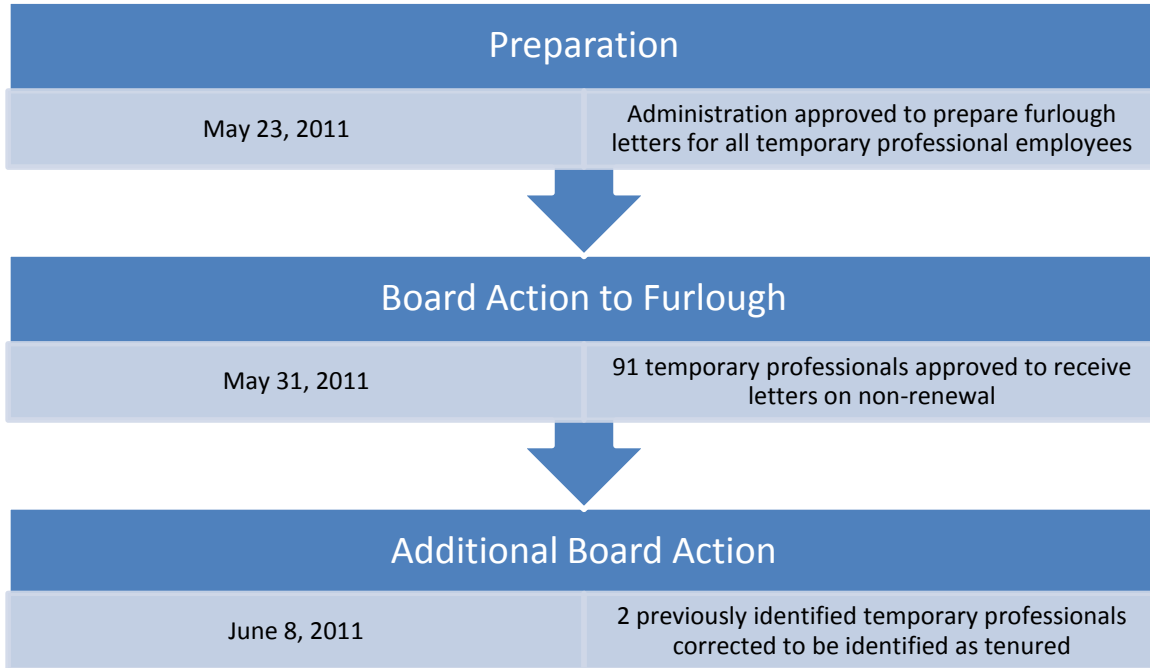 Preparation
May 23, 2011
Administration approved to prepare furlough
letters for all temporary professional employees
Board Action to Furlough
May 31, 2011
91 temporary professionals approved to receive
letters on non-renewal
Additional Board Action
June 8, 2011
2 previously identified temporary professionals
corrected to be identified as tenured